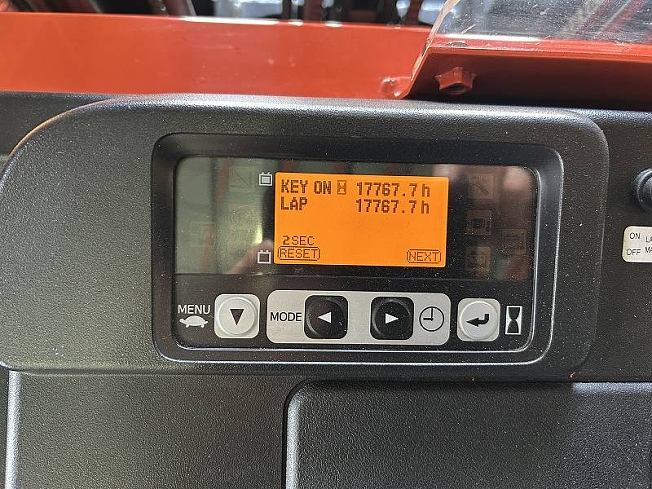 KEY ON 17767.7 h
LAP 17767.7 h
2SEC
RESET NEXT
MENU MODE
ON
OFF